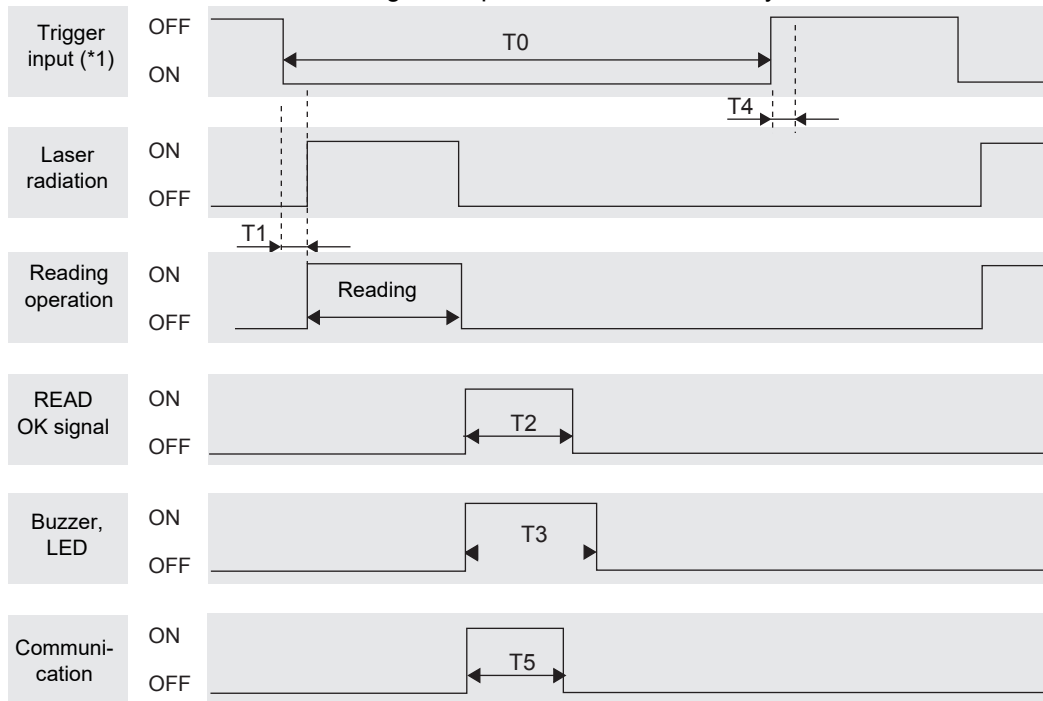 Trigger
input (*1)
OFF
ON
T0
T4
Laser
radiation
ON
OFF
T1
Reading
operation
ON
OFF
Reading
READ
OK signal
ON
OFF
T2
Buzzer,
LED
ON
OFF
T3
Communi-
cation
ON
OFF
T5